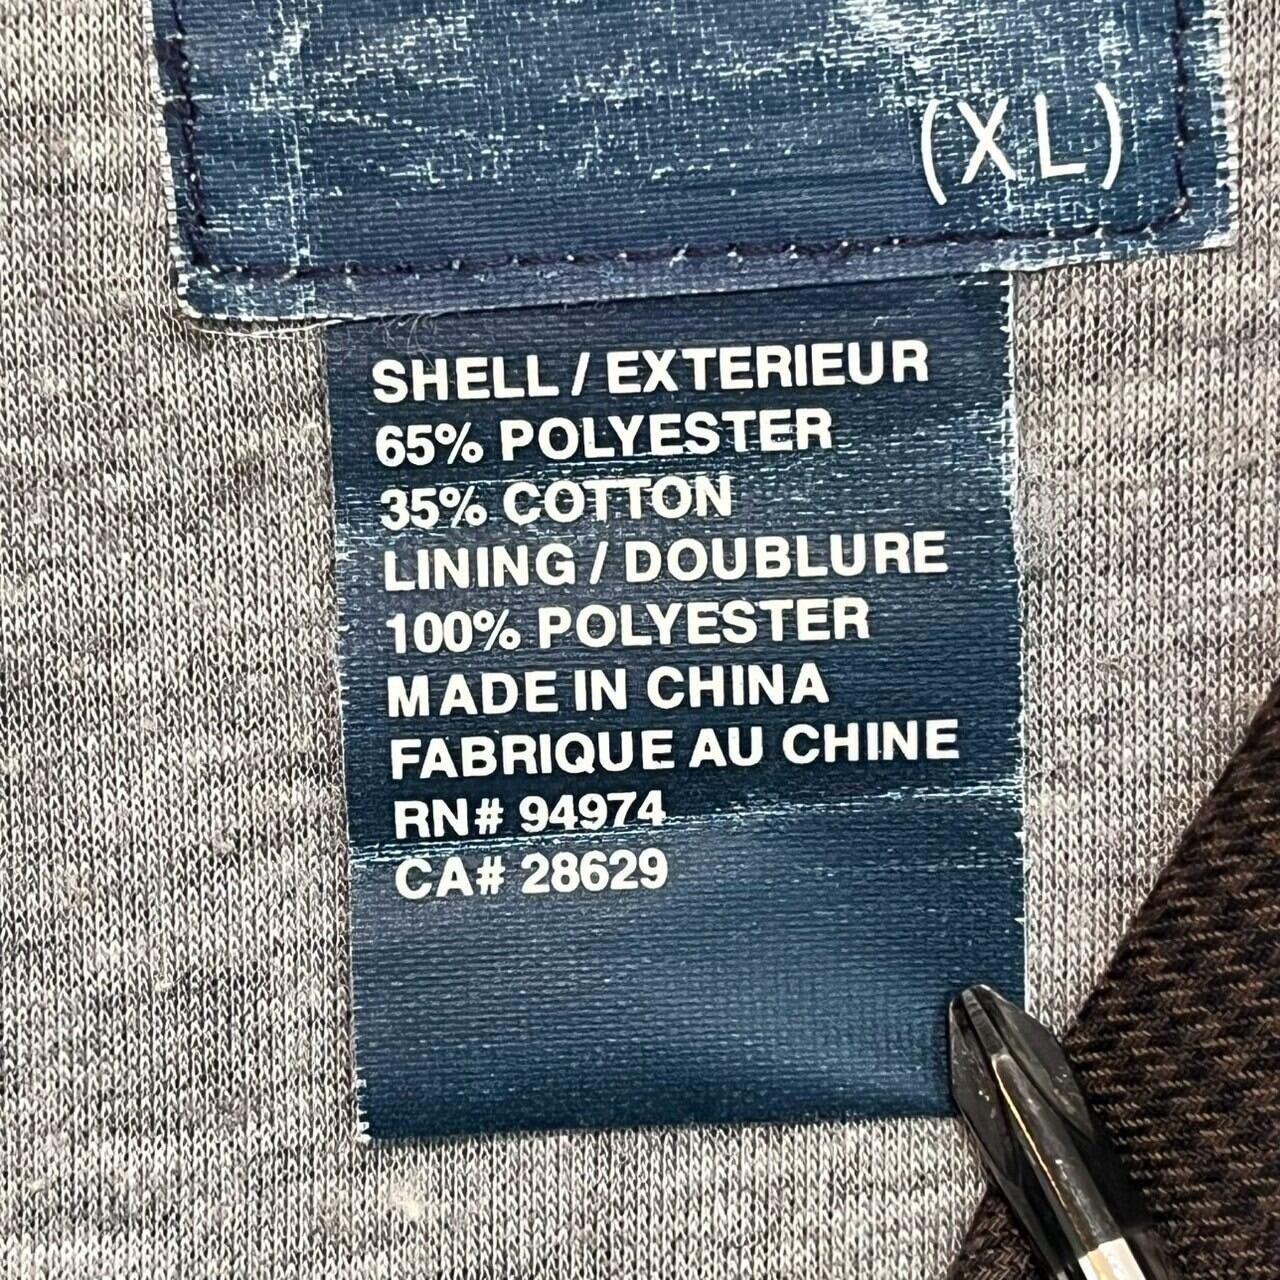 (XL)
SHELL / EXTERIEUR
65% POLYESTER
35% COTTON
LINING / DOUBLURE
100% POLYESTER
MADE IN CHINA
FABRIQUE AU CHINE
RN# 94974
CA# 28629